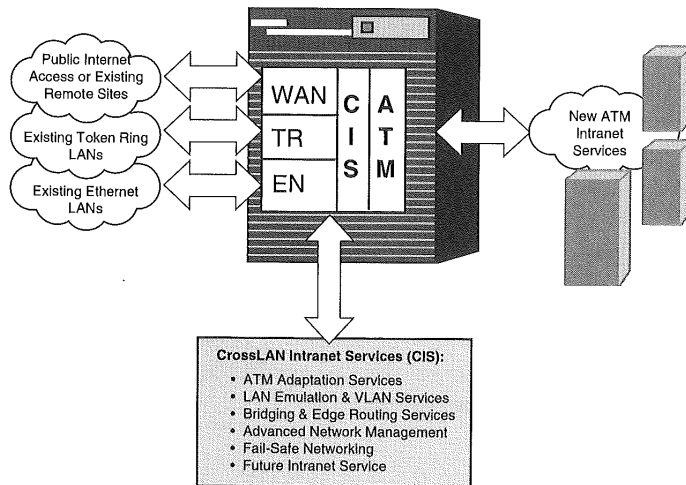 Public Internet
Access or Existing
Remote Sites
Existing Token Ring
LANs
Existing Ethernet
LANs
WAN
TR
EN
CIS
ATM
New ATM
Intranet
Services
CrossLAN Intranet Services (CIS):
• ATM Adaptation Services
• LAN Emulation & VLAN Services
• Bridging & Edge Routing Services
• Advanced Network Management
• Fail-Safe Networking
• Future Intranet Service